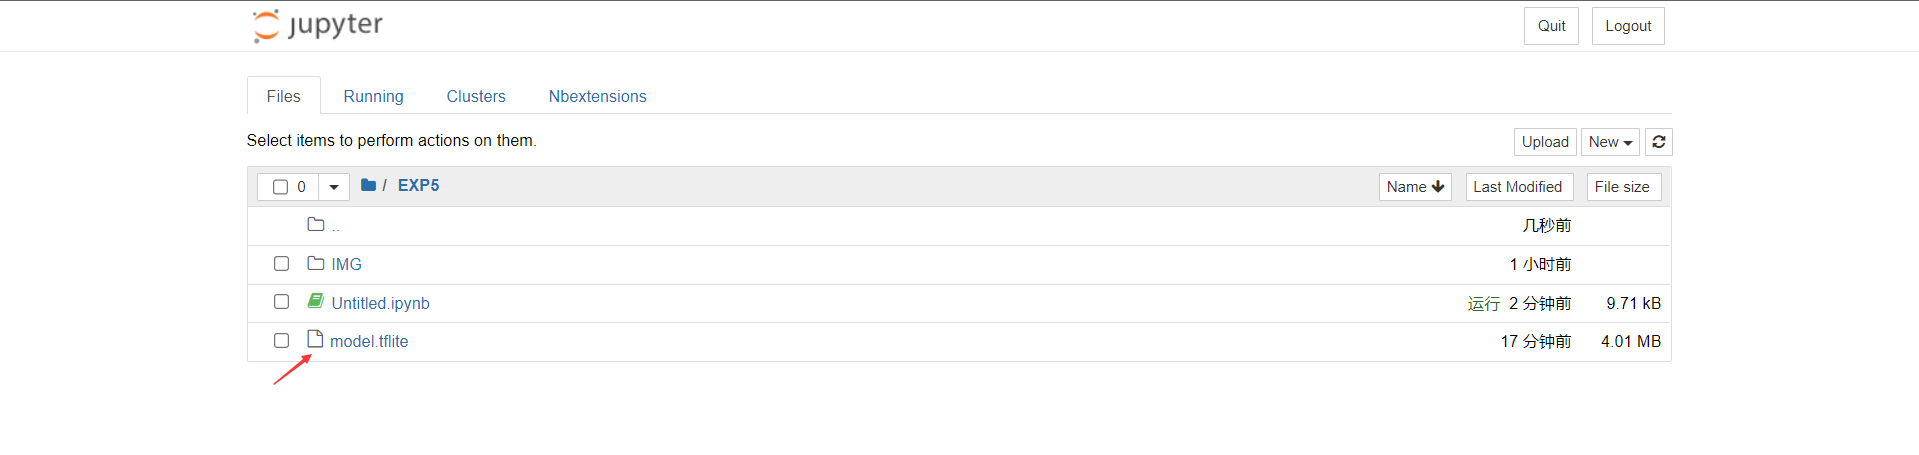 jupyter Quit Logout
Files Running Clusters Nbextensions
Select items to perform actions on them. Upload New
0 / EXP5 Name Last Modified File size
.. 几秒前
IMG 1 小时前
Untitled.ipynb 运行 2 分钟前 9.71 kB
model.tflite 17 分钟前 4.01 MB